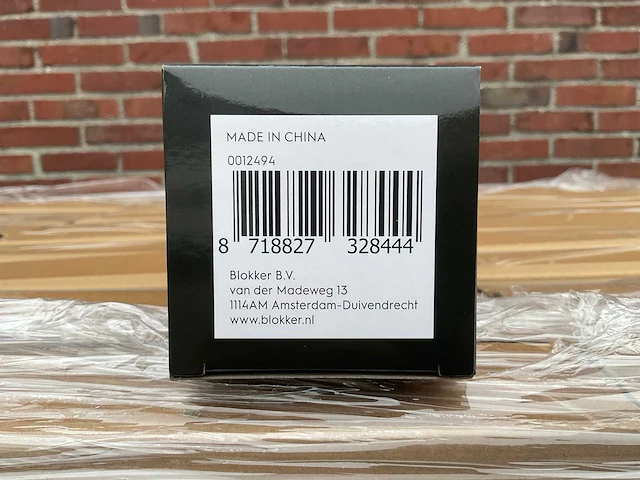 MADE IN CHINA
0012494
8 718827 328444
Blokker B.V.
van der Madeweg 13
1114AM Amsterdam-Duivendrecht
www.blokker.nl